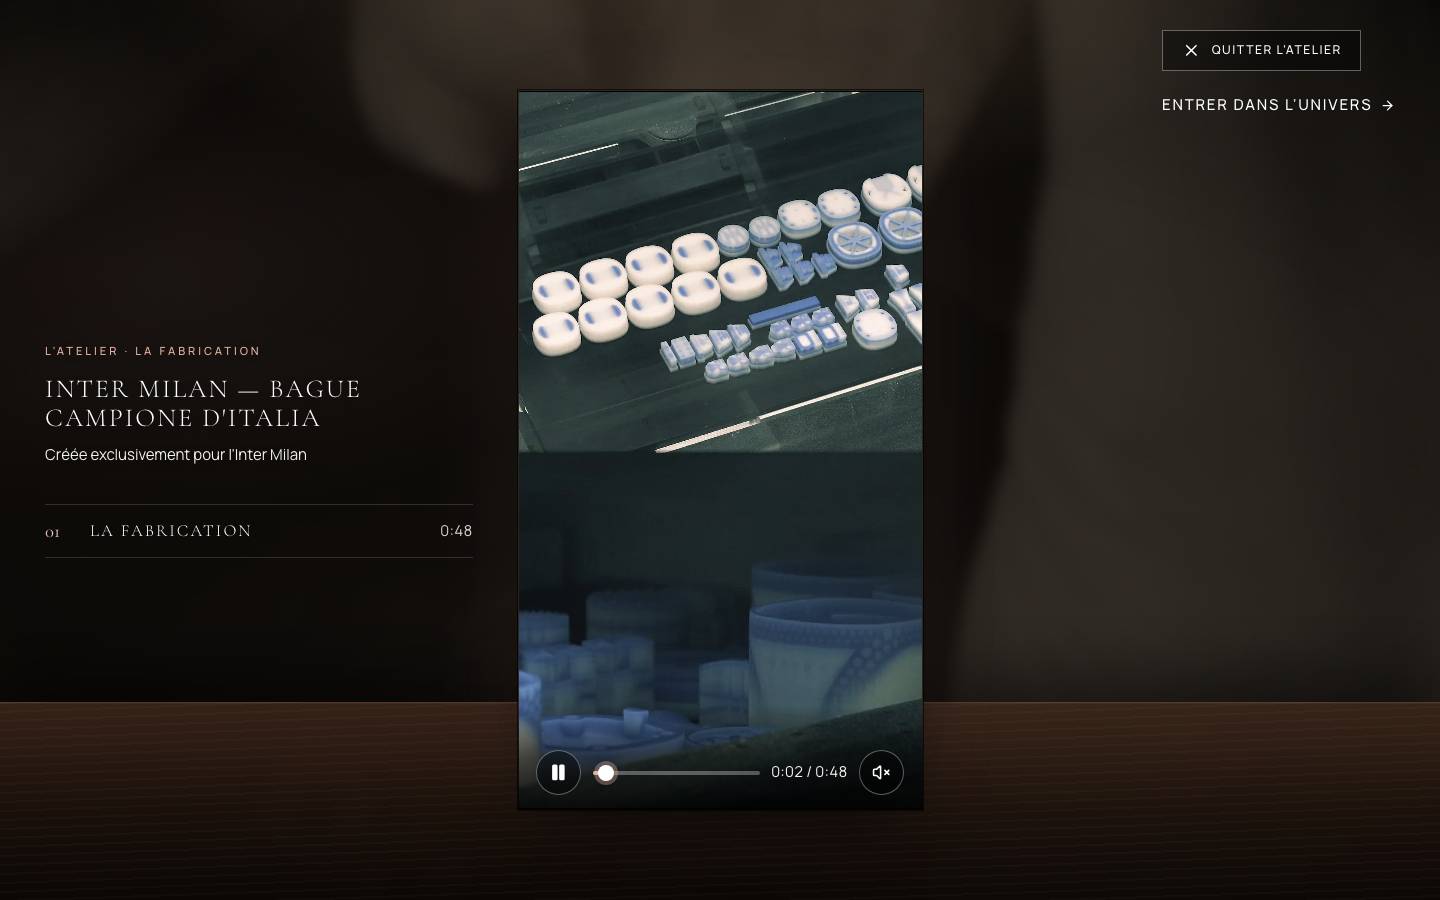 QUITTER L'ATELIER
ENTRER DANS L'UNIVERS →
L'ATELIER · LA FABRICATION
INTER MILAN — BAGUE
CAMPIONE D'ITALIA
Créée exclusivement pour l'Inter Milan
01 LA FABRICATION 0:48
0:02 / 0:48